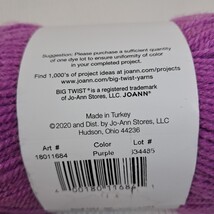 Suggestion: Please purchase a sufficient quantity
of one dye lot to ensure uniformity of color
in your completed project.
Find 1,000's of project ideas at joann.com/projects
www.joann.com/big-twist-yarns
BIG TWIST® is a registered trademark
of Jo-Ann Stores, LLC. JOANN®
Made in Turkey
©2020 and Dist. by Jo-Ann Stores, LLC
Hudson, Ohio 44236
Art # Color Lot #
18011684 Purple 34485